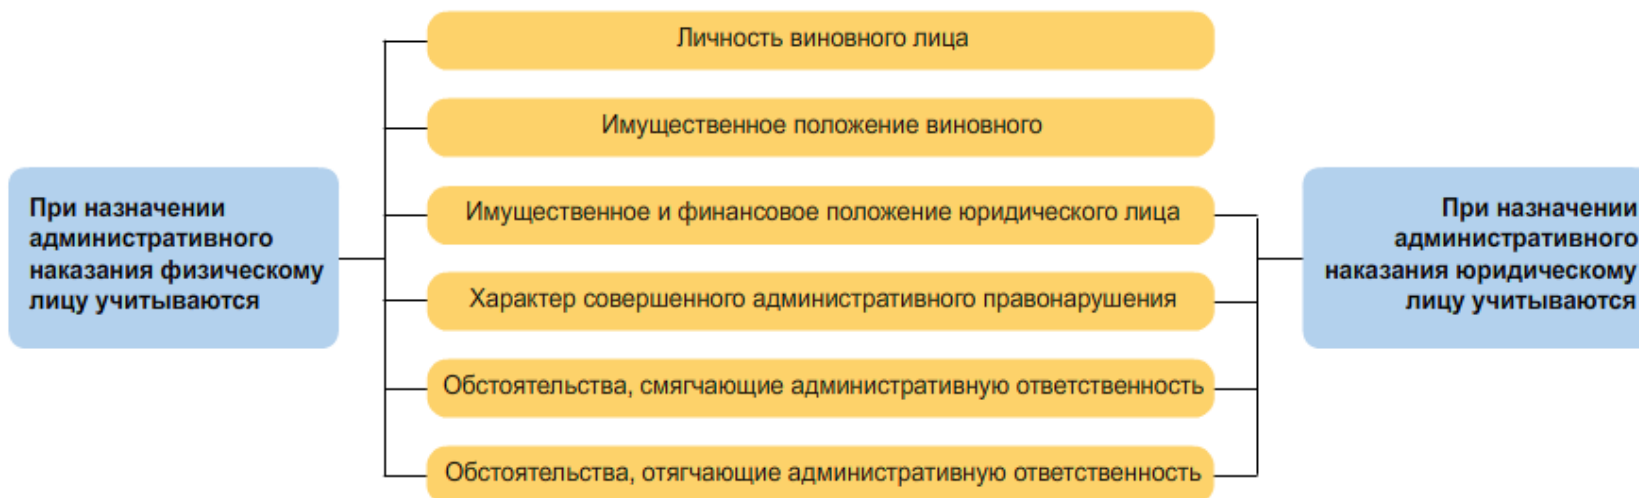 Личность виновного лица
Имущественное положение виновного
При назначении
административного
наказания физическому
лицу учитываются
Имущественное и финансовое положение юридического лица
Характер совершенного административного правонарушения
Обстоятельства, смягчающие административную ответственность
Обстоятельства, отягчающие административную ответственность
При назначении
административного
наказания юридическому
лицу учитываются